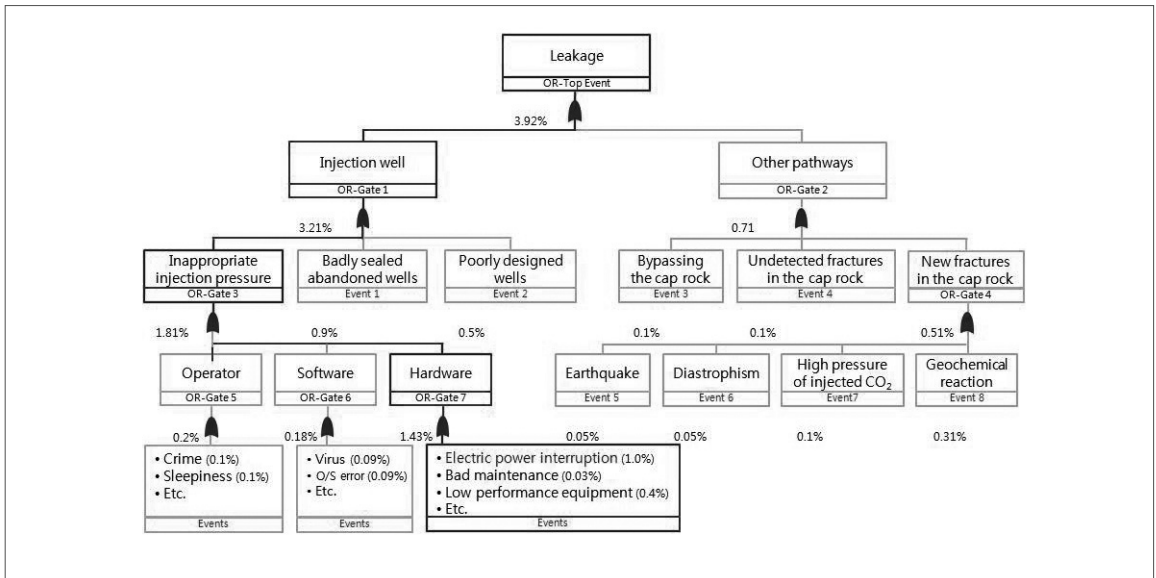 Leakage
OR-Top Event
3.92%
Injection well
OR-Gate 1
Other pathways
OR-Gate 2
3.21%
0.71
Inappropriate
injection pressure
OR-Gate 3
Badly sealed
abandoned wells
Event 1
Poorly designed
wells
Event 2
Bypassing
the cap rock
Event 3
Undetected fractures
in the cap rock
Event 4
New fractures
in the cap rock
OR-Gate 4
1.81%
0.9%
0.5%
0.1%
0.1%
0.51%
Operator
OR-Gate 5
Software
OR-Gate 6
Hardware
OR-Gate 7
Earthquake
Event 5
Diastrophism
Event 6
High pressure
of injected CO₂
Event7
Geochemical
reaction
Event 8
0.2%
0.18%
1.43%
0.05%
0.05%
0.1%
0.31%
• Crime (0.1%)
• Sleepiness (0.1%)
• Etc.
Events
• Virus (0.09%)
• O/S error (0.09%)
• Etc.
Events
• Electric power interruption (1.0%)
• Bad maintenance (0.03%)
• Low performance equipment (0.4%)
• Etc.
Events